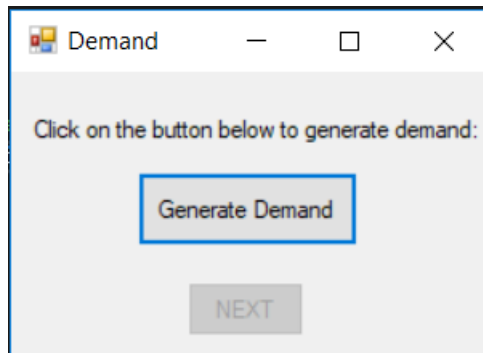 Demand
Click on the button below to generate demand:
Generate Demand
NEXT